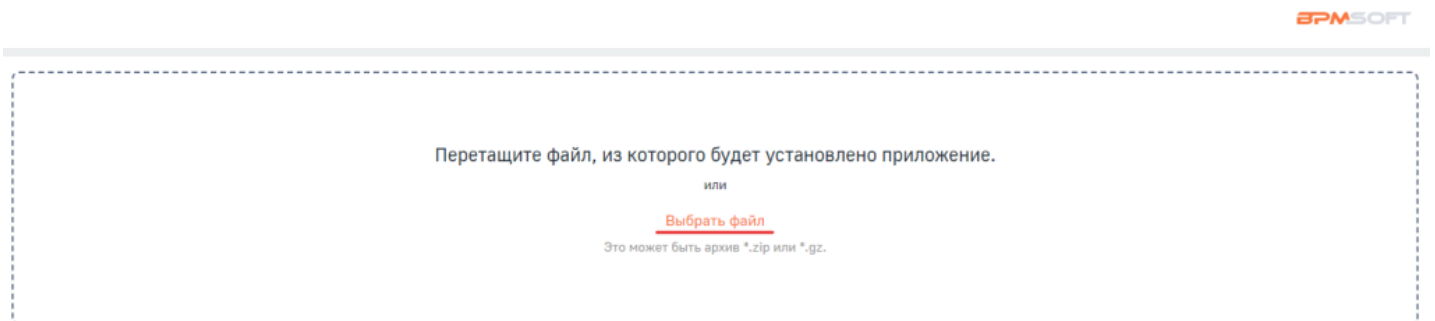 BPMSOFT
Перетащите файл, из которого будет установлено приложение.
или
Выбрать файл
Это может быть архив *.zip или *.gz.